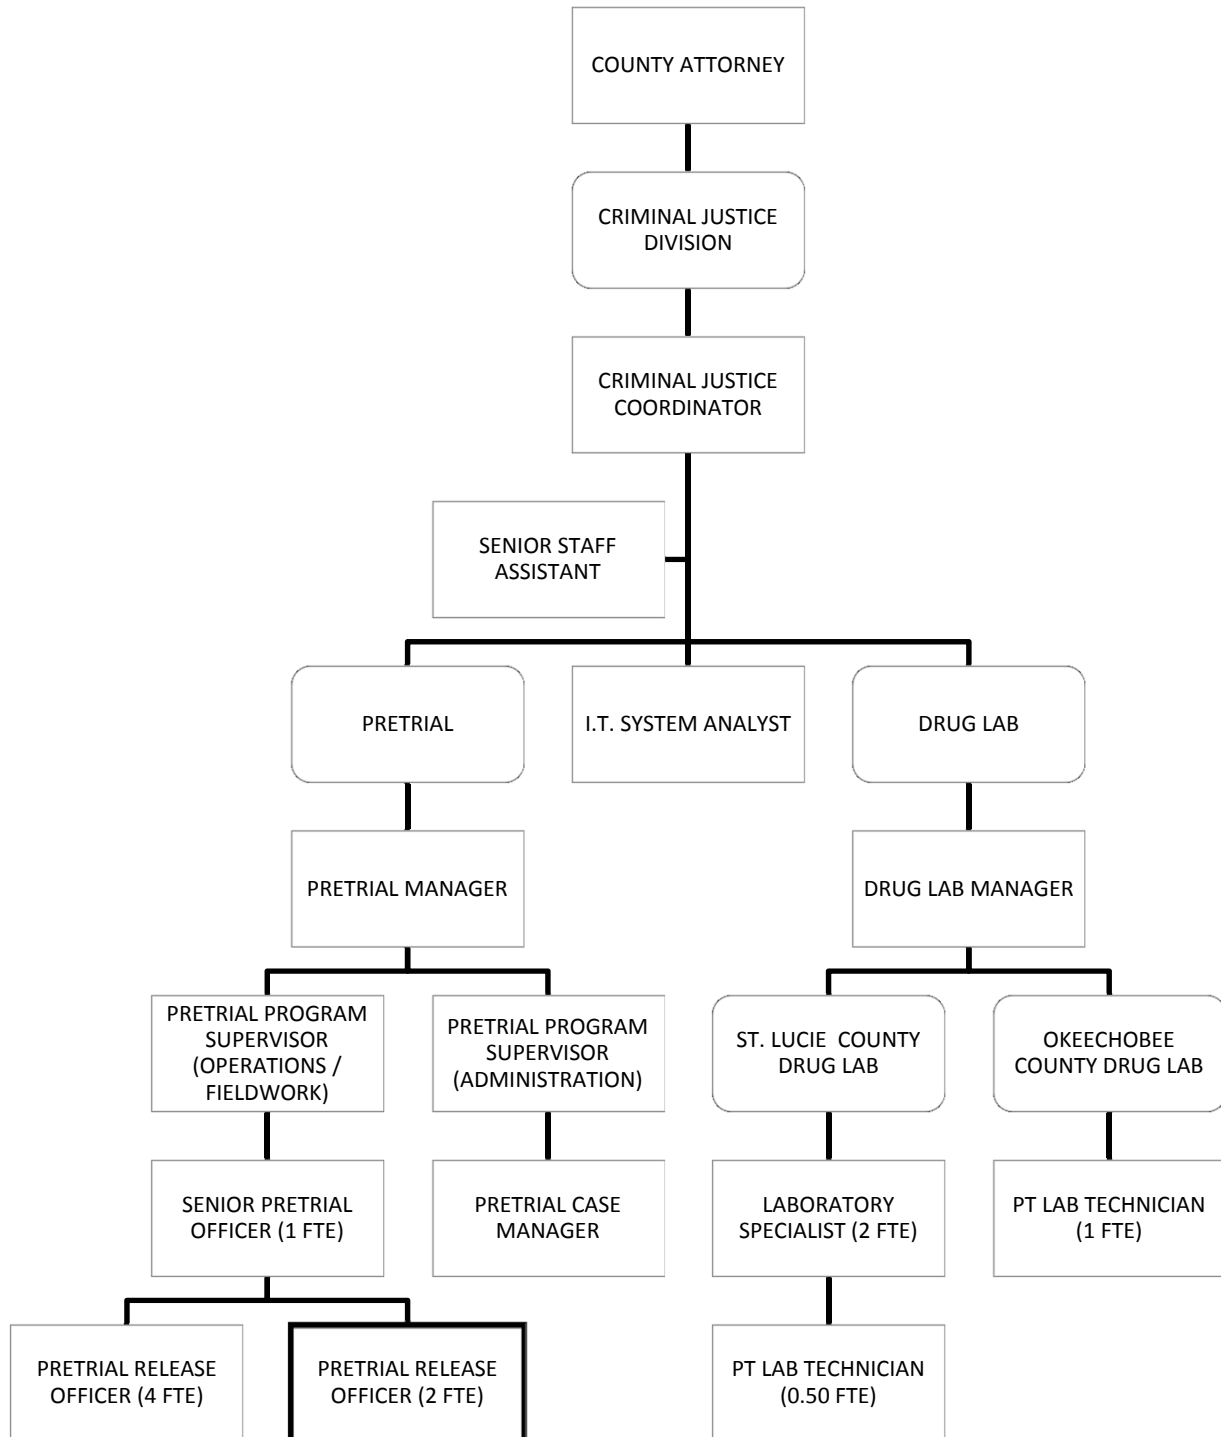 COUNTY ATTORNEY
CRIMINAL JUSTICE
DIVISION
CRIMINAL JUSTICE
COORDINATOR
SENIOR STAFF
ASSISTANT
PRETRIAL
I.T. SYSTEM ANALYST
DRUG LAB
PRETRIAL MANAGER
DRUG LAB MANAGER
PRETRIAL PROGRAM
SUPERVISOR
(OPERATIONS /
FIELDWORK)
PRETRIAL PROGRAM
SUPERVISOR
(ADMINISTRATION)
ST. LUCIE  COUNTY
DRUG LAB
OKEECHOBEE
COUNTY DRUG LAB
SENIOR PRETRIAL
OFFICER (1 FTE)
PRETRIAL CASE
MANAGER
LABORATORY
SPECIALIST (2 FTE)
PT LAB TECHNICIAN
(1 FTE)
PRETRIAL RELEASE
OFFICER (4 FTE)
PRETRIAL RELEASE
OFFICER (2 FTE)
PT LAB TECHNICIAN
(0.50 FTE)